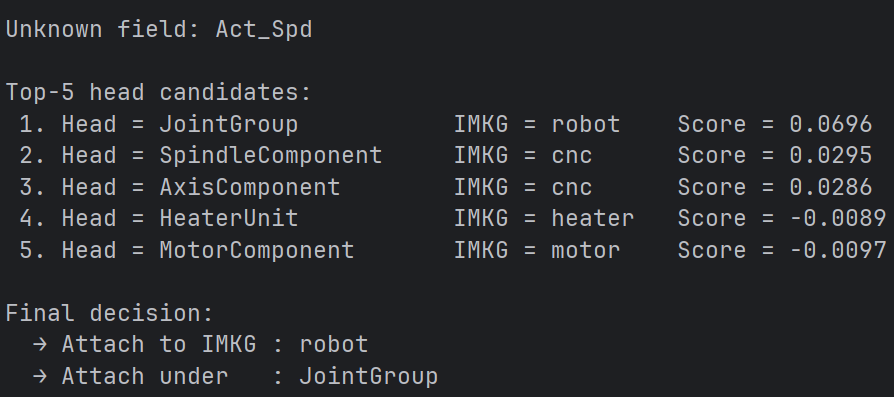 Unknown field: Act_Spd
Top-5 head candidates:
1. Head = JointGroup IMKG = robot Score = 0.0696
2. Head = SpindleComponent IMKG = cnc Score = 0.0295
3. Head = AxisComponent IMKG = cnc Score = 0.0286
4. Head = HeaterUnit IMKG = heater Score = -0.0089
5. Head = MotorComponent IMKG = motor Score = -0.0097
Final decision:
→ Attach to IMKG : robot
→ Attach under : JointGroup